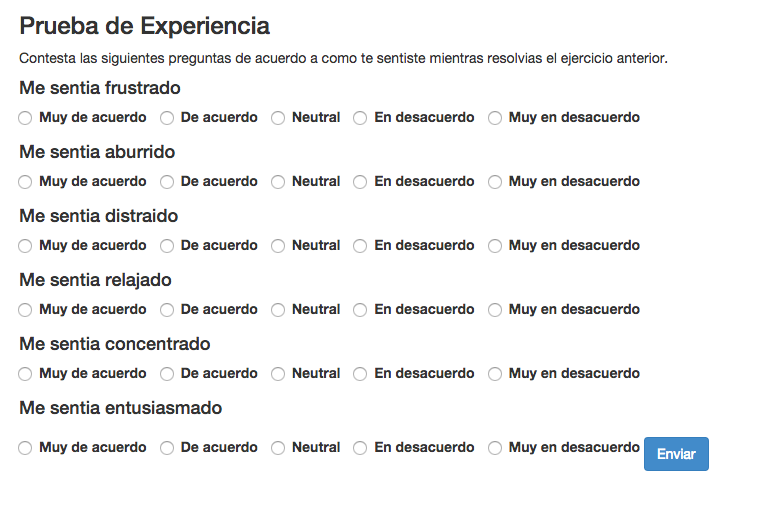 Prueba de Experiencia
Contesta las siguientes preguntas de acuerdo a como te sentiste mientras resolvias el ejercicio anterior.
Me sentia frustrado
Muy de acuerdo De acuerdo Neutral En desacuerdo Muy en desacuerdo
Me sentia aburrido
Muy de acuerdo De acuerdo Neutral En desacuerdo Muy en desacuerdo
Me sentia distraido
Muy de acuerdo De acuerdo Neutral En desacuerdo Muy en desacuerdo
Me sentia relajado
Muy de acuerdo De acuerdo Neutral En desacuerdo Muy en desacuerdo
Me sentia concentrado
Muy de acuerdo De acuerdo Neutral En desacuerdo Muy en desacuerdo
Me sentia entusiasmado
Muy de acuerdo De acuerdo Neutral En desacuerdo Muy en desacuerdo Enviar